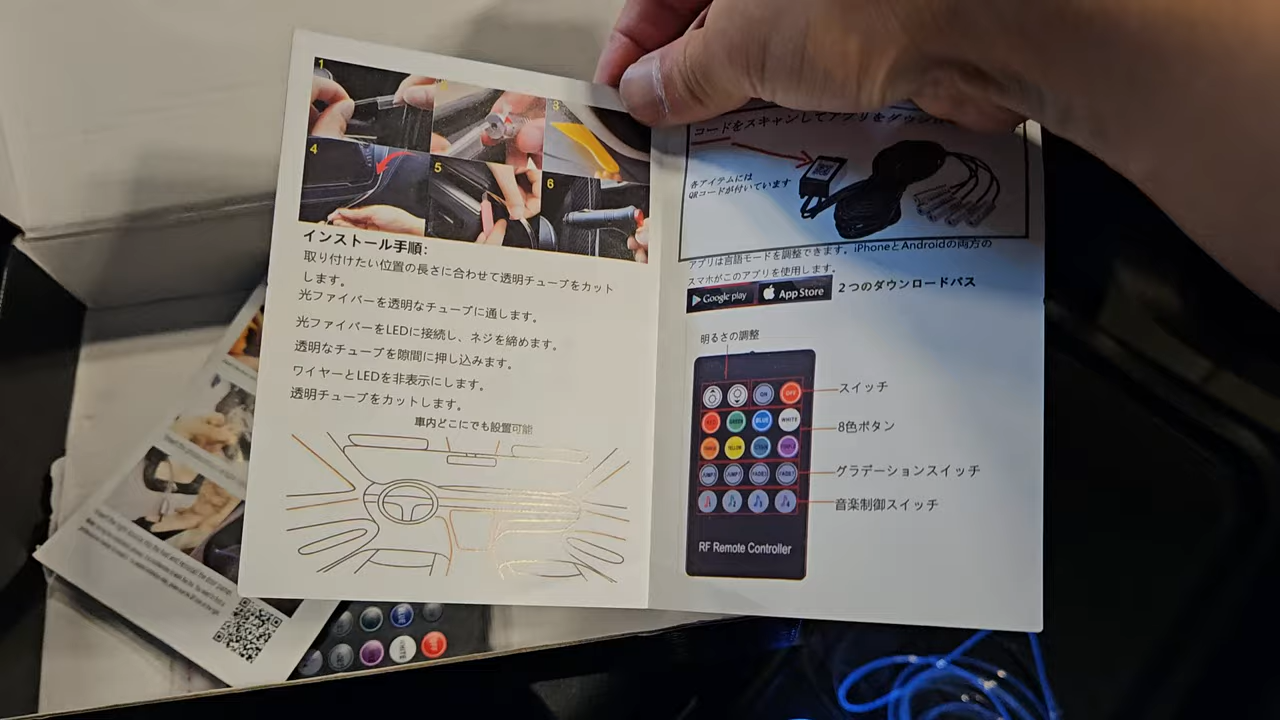 1
2
3
4
5
6
インストール手順:
取り付けたい位置の長さに合わせて透明チューブをカット
します。
光ファイバーを透明なチューブに通します。
光ファイバーをLEDに接続し、ネジを締めます。
透明なチューブを隙間に押し込みます。
ワイヤーとLEDを非表示にします。
透明チューブをカットします。
車内どこにでも設置可能
コードをスキャンしてアプリをダウン
各アイテムには
QRコードが付いています
アプリは言語モードを調整できます。iPhoneとAndroidの両方の
スマホがこのアプリを使用します。
Google play
App Store
2つのダウンロードパス
明るさの調整
ON OFF
スイッチ
RED GREEN BLUE WHITE
8色ボタン
YELLOW
グラデーションスイッチ
JUMP1 JUMP7
音楽制御スイッチ
RF Remote Controller